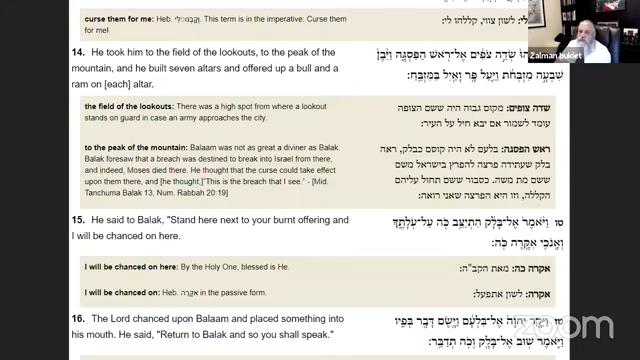 curse them for me: Heb. This term is in the imperative: Curse them
for me!
לי: לשון צווי, קללהו לי:
14. He took him to the field of the lookouts, to the peak of the
mountain, and he built seven altars and offered up a bull and a
ram on [each] altar.
שְׂדֵה צֹפִים אֶל־רֹאשׁ הַפִּסְגָּה וַיִּבֶן
שִׁבְעָה מִזְבְּחֹת וַיַּעַל פָּר וָאַיִל בַּמִּזְבֵּחַ:
the field of the lookouts: There was a high spot from where a lookout
stands on guard in case an army approaches the city.
שדה צופים: מקום גבוה היה ששם הצופה
עומד לשמור אם יבא חיל על העיר:
to the peak of the mountain: Balaam was not as great a diviner as Balak.
Balak foresaw that a breach was destined to break into Israel from there,
and indeed, Moses died there. He thought that the curse could take effect
upon them there, and [he thought,]"This is the breach that I see." - [Mid.
Tanchuma Balak 13, Num. Rabbah 20:19]
ראש הפסגה: בלעם לא היה קוסם כבלק, ראה
בלק שעתידה פרצה להפרץ בישראל משם
ששם מת משה. כסבור ששם תחול עליהם
הקללה, וזו היא הפרצה שאני רואה:
15. He said to Balak, "Stand here next to your burnt offering and
I will be chanced on here.
טו וַיֹּאמֶר אֶל־בָּלָק הִתְיַצֵּב כֹּה עַל־עֹלָתֶךָ
וְאָנֹכִי אִקָּרֶה כֹּה:
I will be chanced on here: By the Holy One, blessed is He.
אקרה כה: מאת הקב"ה:
I will be chanced on: Heb. אִקָּרֶה in the passive form.
אקרה: לשון אתפעל:
16. The Lord chanced upon Balaam and placed something into
his mouth. He said, "Return to Balak and so you shall speak."
וַיִּקָּר יְהֹוָה אֶל־בִּלְעָם וַיָּשֶׂם דָּבָר בְּפִיו
וַיֹּאמֶר שׁוּב אֶל־בָּלָק וְכֹה תְדַבֵּר:
Zalman bukiet
zoom